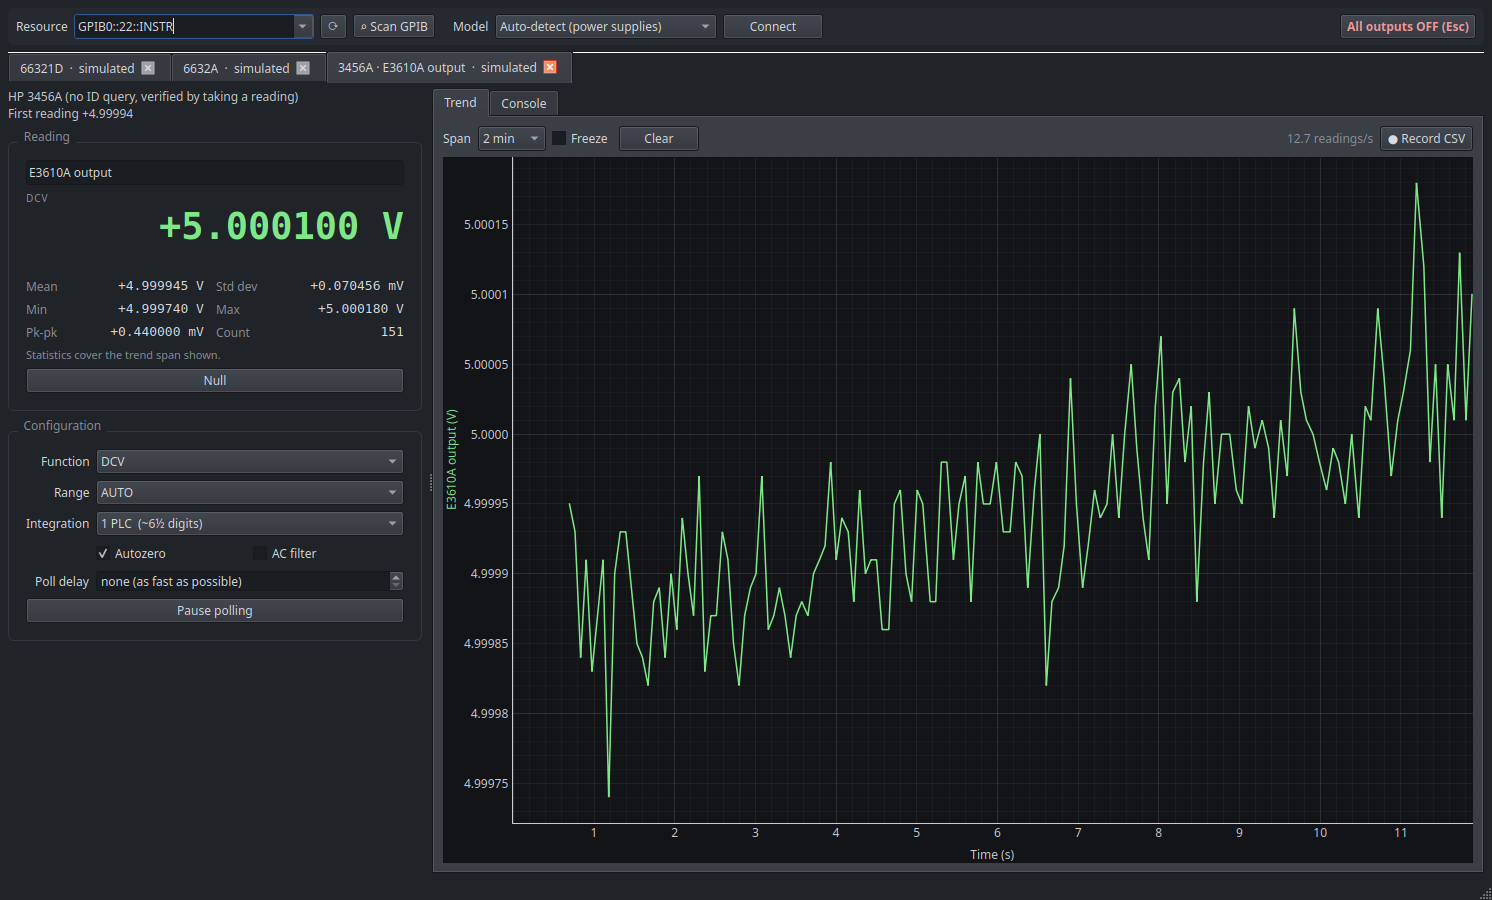 Resource GPIB0::22::INSTR ⟳ ⌕ Scan GPIB Model Auto-detect (power supplies) Connect All outputs OFF (Esc)
66321D · simulated 6632A · simulated 3456A · E3610A output · simulated
HP 3456A (no ID query, verified by taking a reading)
First reading +4.99994
Reading
E3610A output
DCV
+5.000100 V
Mean +4.999945 V Std dev +0.070456 mV
Min +4.999740 V Max +5.000180 V
Pk-pk +0.440000 mV Count 151
Statistics cover the trend span shown.
Null
Configuration
Function DCV
Range AUTO
Integration 1 PLC (~6½ digits)
✓ Autozero AC filter
Poll delay none (as fast as possible)
Pause polling
Trend Console
Span 2 min Freeze Clear 12.7 readings/s ● Record CSV
E3610A output (V)
5.00015
5.0001
5.00005
5.0000
4.99995
4.9999
4.99985
4.9998
4.99975
1 2 3 4 5 6 7 8 9 10 11
Time (s)